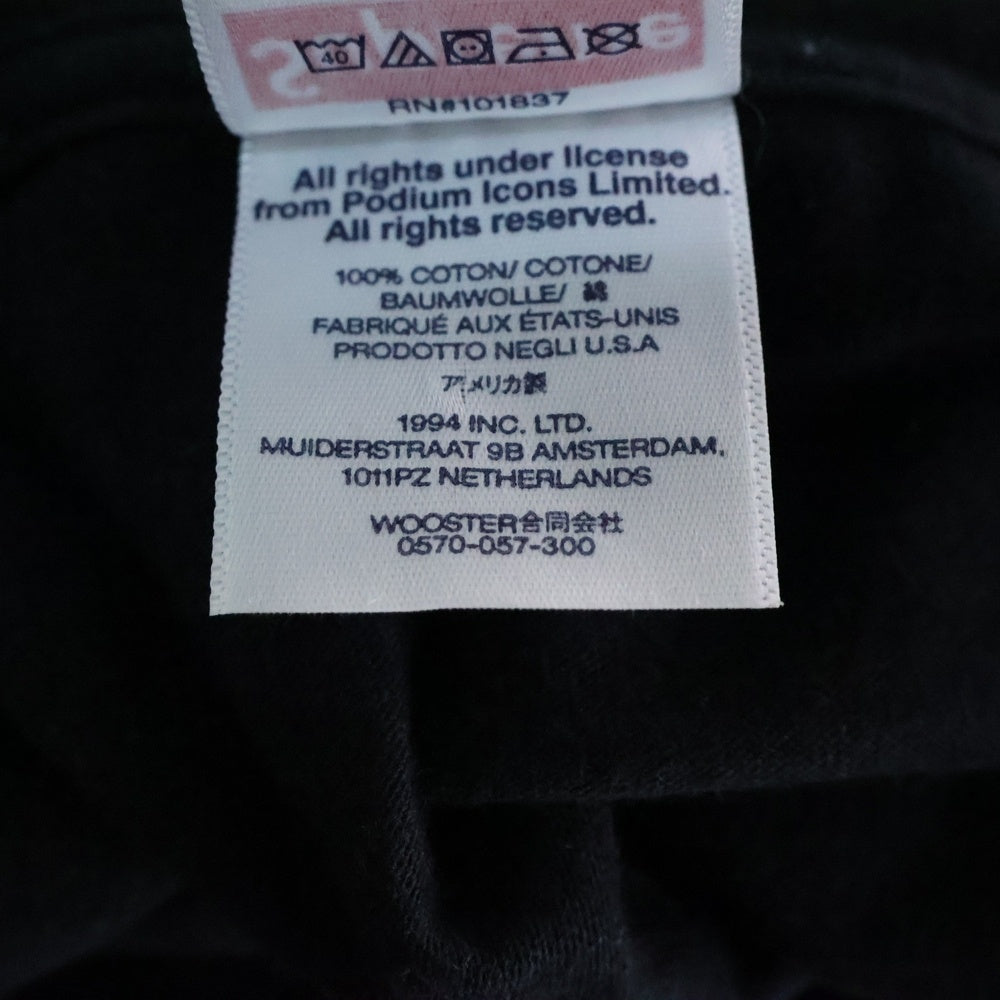 40
RN#101837
All rights under license
from Podium Icons Limited.
All rights reserved.
100% COTON/ COTONE/
BAUMWOLLE/ 綿
FABRIQUÉ AUX ÉTATS-UNIS
PRODOTTO NEGLI U.S.A
アメリカ製
1994 INC. LTD.
MUIDERSTRAAT 9B AMSTERDAM,
1011PZ NETHERLANDS
WOOSTER合同会社
0570-057-300